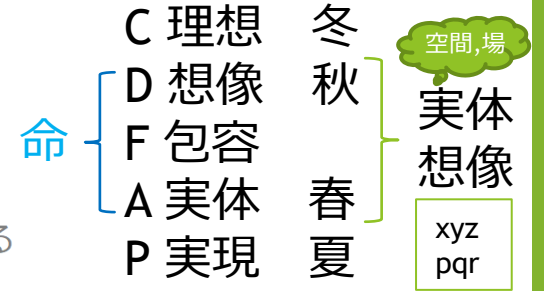 C 理想 冬
D 想像 秋
F 包容
A 実体 春
P 実現 夏
命
空間,場
実体
想像
xyz
pqr
る